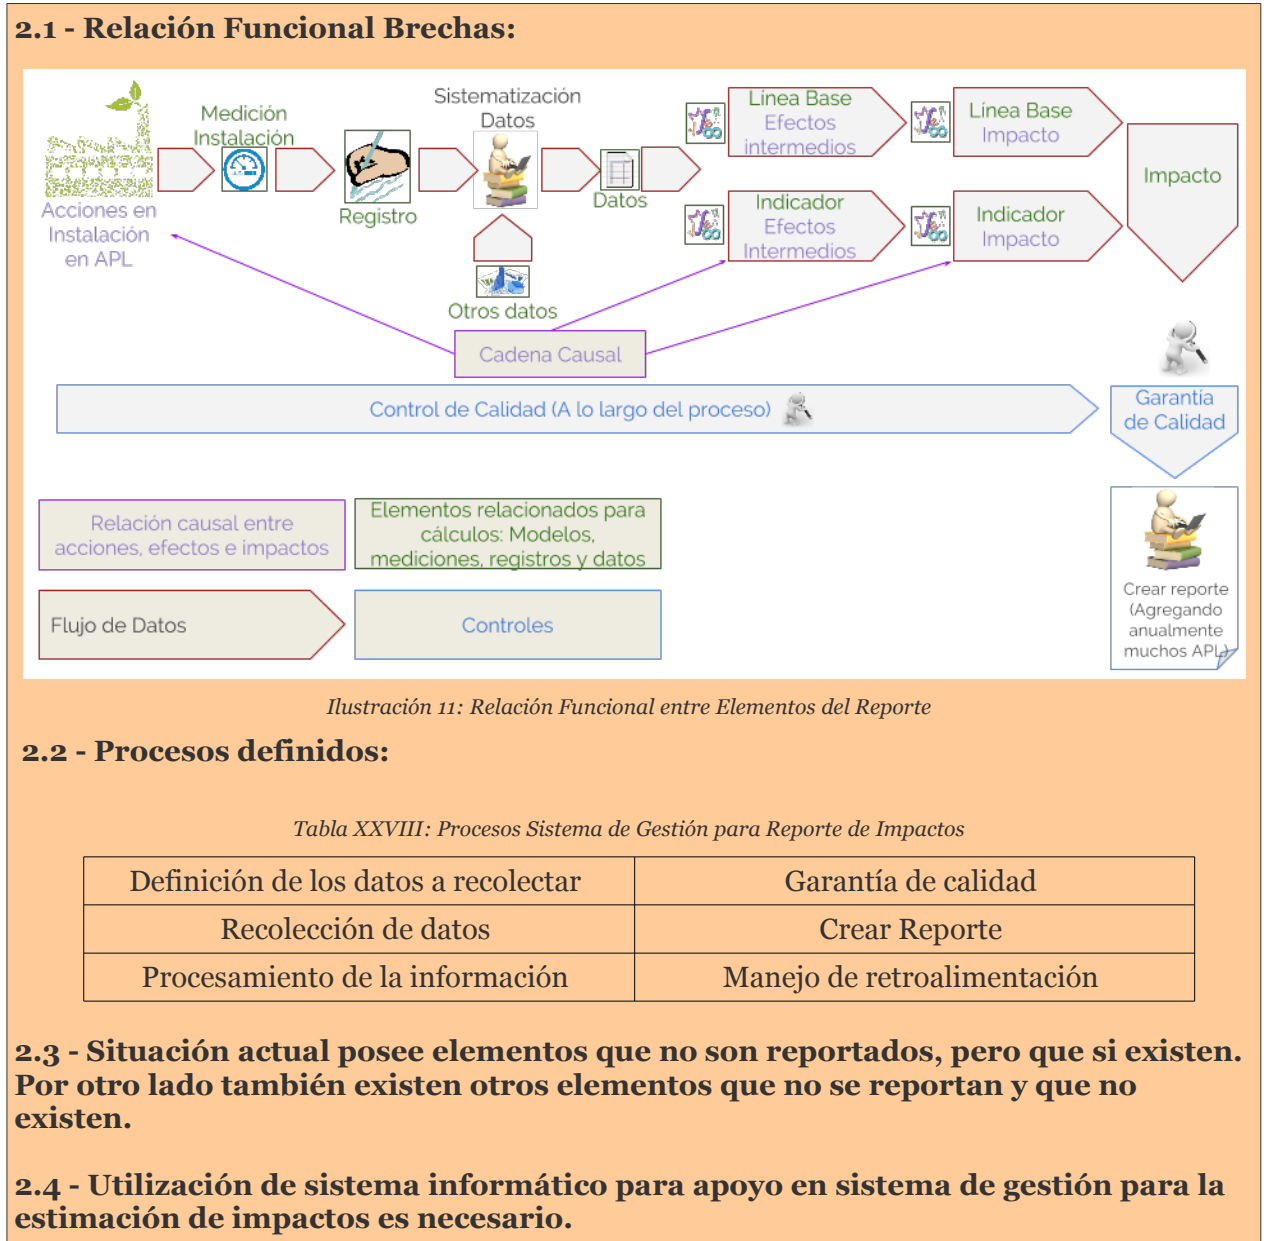 2.1 - Relación Funcional Brechas:
Medición
Instalación
Sistematización
Datos
Línea Base
Efectos
intermedios
Línea Base
Impacto
Impacto
Acciones en
Instalación
en APL
Registro
Datos
Indicador
Efectos
Intermedios
Indicador
Impacto
Otros datos
Cadena Causal
Control de Calidad (A lo largo del proceso)
Garantía
de Calidad
Relación causal entre
acciones, efectos e impactos
Elementos relacionados para
cálculos: Modelos,
mediciones, registros y datos
Flujo de Datos
Controles
Crear reporte
(Agregando
anualmente
muchos APL)
Ilustración 11: Relación Funcional entre Elementos del Reporte
2.2 - Procesos definidos:
Tabla XXVIII: Procesos Sistema de Gestión para Reporte de Impactos
Definición de los datos a recolectar
Garantía de calidad
Recolección de datos
Crear Reporte
Procesamiento de la información
Manejo de retroalimentación
2.3 - Situación actual posee elementos que no son reportados, pero que si existen.
Por otro lado también existen otros elementos que no se reportan y que no
existen.
2.4 - Utilización de sistema informático para apoyo en sistema de gestión para la
estimación de impactos es necesario.